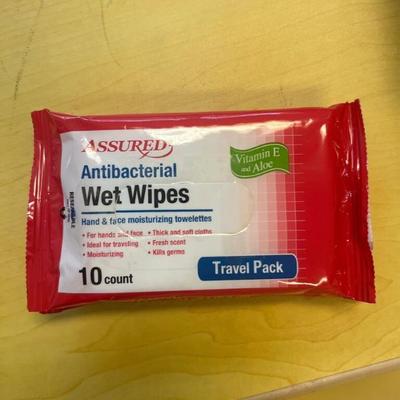 ASSURED
Antibacterial
Wet Wipes
Hand & face moisturizing towelettes
• For hands and face
• Ideal for traveling
• Moisturizing
• Thick and soft cloths
• Fresh scent
• Kills germs
10 count
Vitamin E
and Aloe
Travel Pack
RESEALABLE